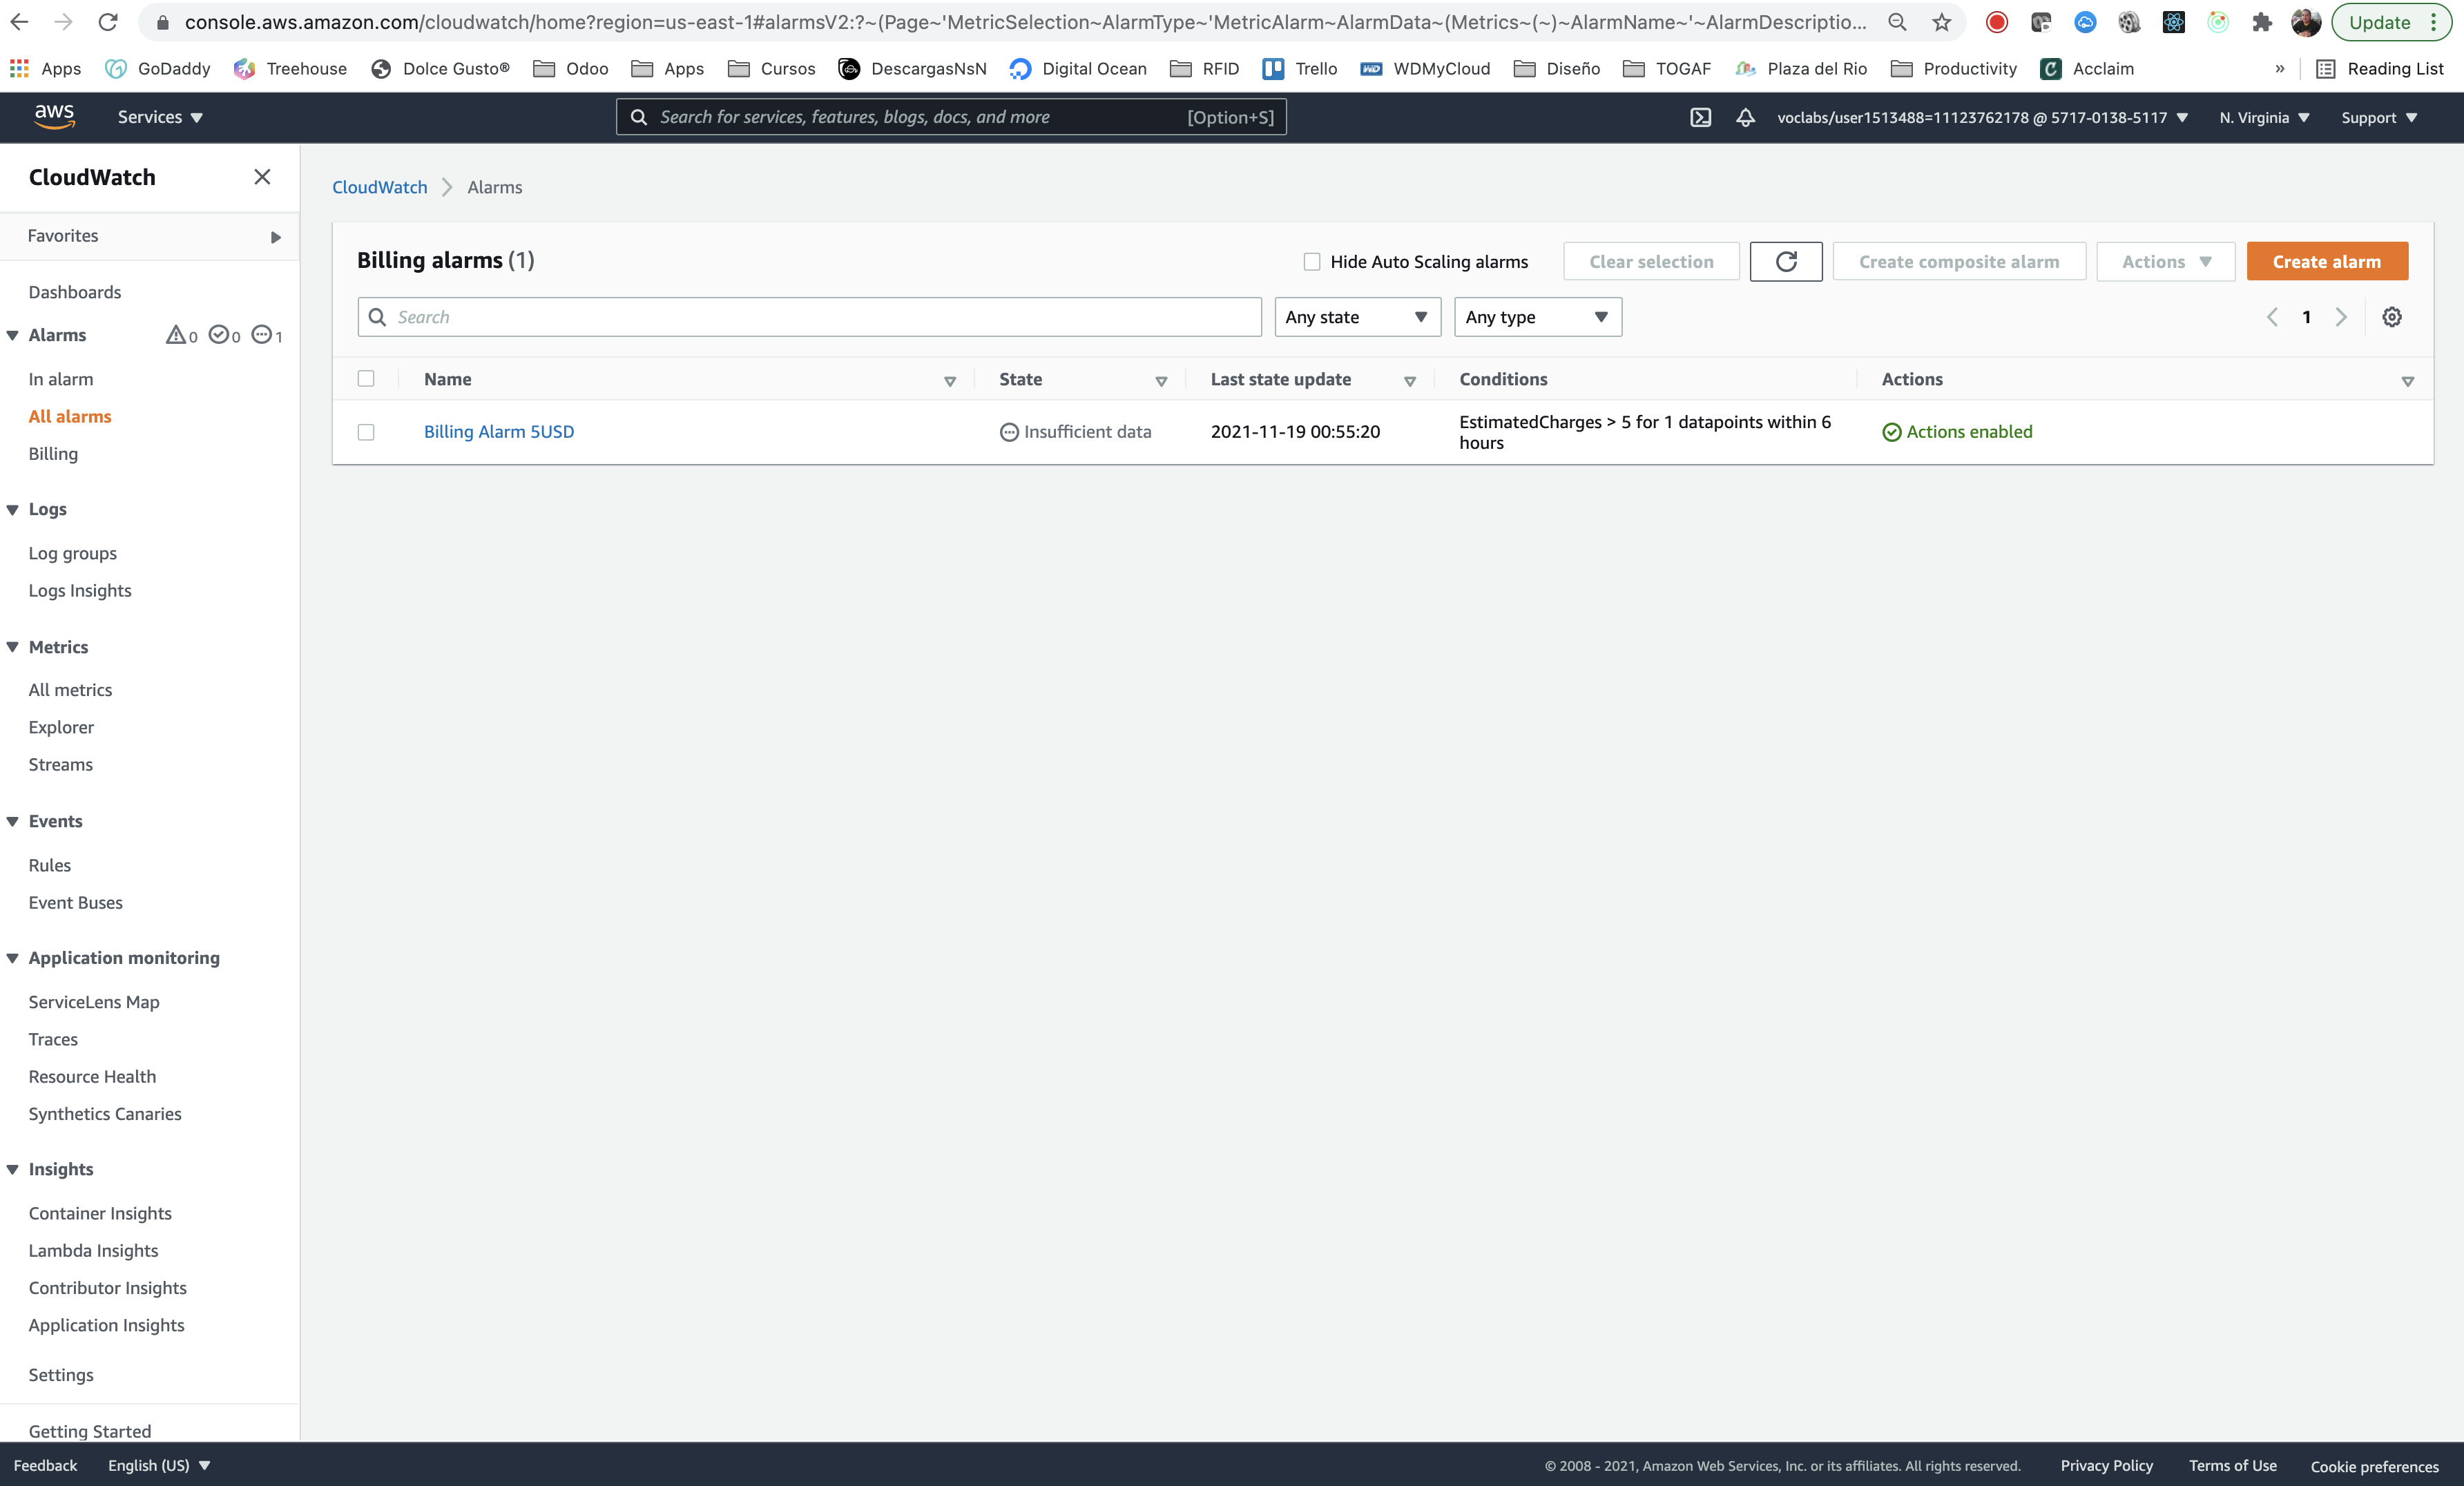 console.aws.amazon.com/cloudwatch/home?region=us-east-1#alarmsV2:?~(Page~'MetricSelection~AlarmType~'MetricAlarm~AlarmData~(Metrics~(~)~AlarmName~'~AlarmDescriptio... Update
Apps GoDaddy Treehouse Dolce Gusto® Odoo Apps Cursos DescargasNsN Digital Ocean RFID Trello WDMyCloud Diseño TOGAF Plaza del Rio Productivity Acclaim » Reading List
aws Services Search for services, features, blogs, docs, and more [Option+S] voclabs/user1513488=11123762178 @ 5717-0138-5117 N. Virginia Support
CloudWatch
Favorites
Dashboards
Alarms 0 0 1
In alarm
All alarms
Billing
Logs
Log groups
Logs Insights
Metrics
All metrics
Explorer
Streams
Events
Rules
Event Buses
Application monitoring
ServiceLens Map
Traces
Resource Health
Synthetics Canaries
Insights
Container Insights
Lambda Insights
Contributor Insights
Application Insights
Settings
Getting Started
CloudWatch Alarms
Billing alarms (1) Hide Auto Scaling alarms Clear selection Create composite alarm Actions Create alarm
Search Any state Any type 1
Name State Last state update Conditions Actions
Billing Alarm 5USD Insufficient data 2021-11-19 00:55:20 EstimatedCharges > 5 for 1 datapoints within 6 Actions enabled
hours
Feedback English (US) © 2008 - 2021, Amazon Web Services, Inc. or its affiliates. All rights reserved. Privacy Policy Terms of Use Cookie preferences